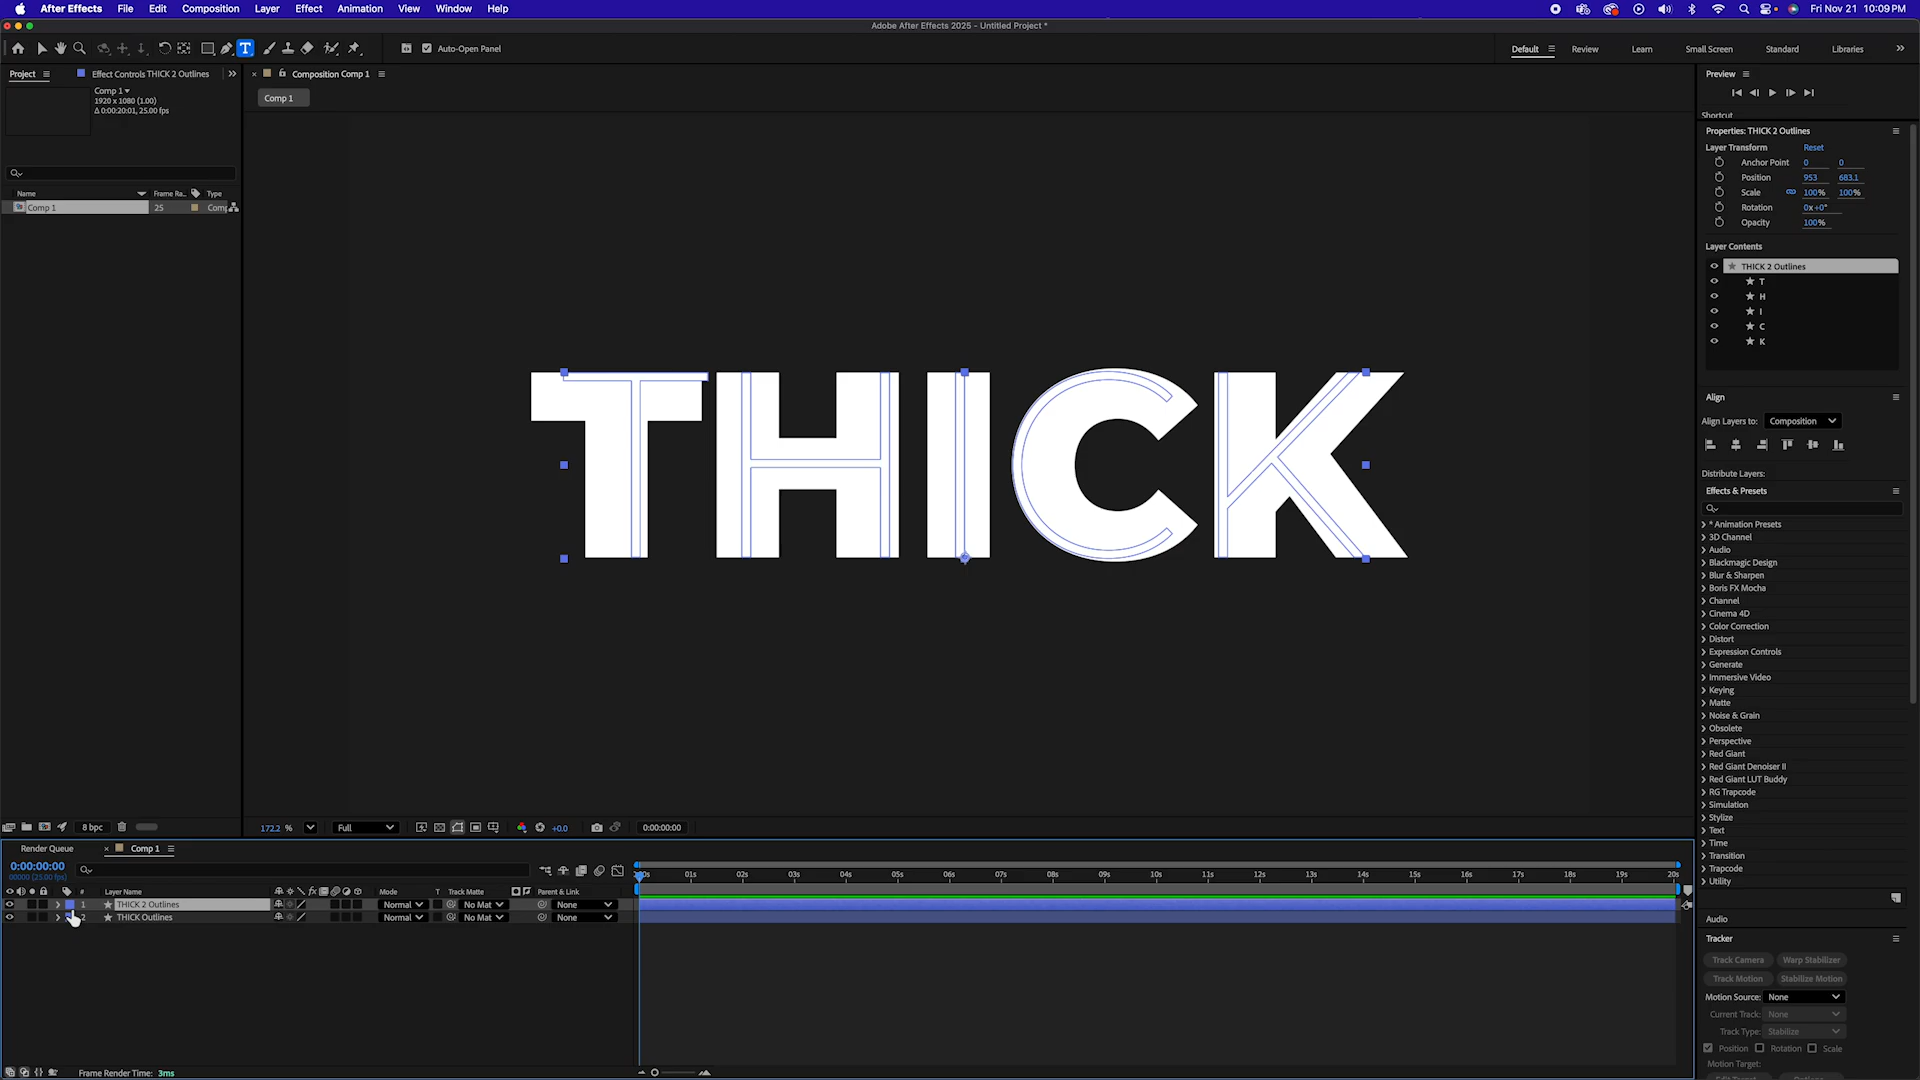 After Effects File Edit Composition Layer Effect Animation View Window Help Fri Nov 21 10:09 PM
Adobe After Effects 2025 - Untitled Project *
Auto-Open Panel Default Review Learn Small Screen Standard Libraries
Project Effect Controls THICK 2 Outlines Composition Comp 1 Preview
Comp 1
1920 x 1080 (1.00)
Δ 0:00:20:01, 25.00 fps
Comp 1
Shortcut
Properties: THICK 2 Outlines
Layer Transform Reset
Anchor Point 0 0
Position 953 683.1
Scale 100% 100%
Rotation 0x+0°
Opacity 100%
Name Frame Ra... Type
Comp 1 25 Comp
Layer Contents
THICK 2 Outlines
T
H
I
C
K
THICK
Align
Align Layers to: Composition
Distribute Layers:
Effects & Presets
* Animation Presets
3D Channel
Audio
Blackmagic Design
Blur & Sharpen
Boris FX Mocha
Channel
Cinema 4D
Color Correction
Distort
Expression Controls
Generate
Immersive Video
Keying
Matte
Noise & Grain
Obsolete
Perspective
Red Giant
Red Giant Denoiser II
Red Giant LUT Buddy
RG Trapcode
Simulation
Stylize
Text
Time
Transition
Trapcode
Utility
8 bpc 172.2 % Full +0.0 0:00:00:00
Render Queue Comp 1
0:00:00:00
00000 (25.00 fps)
01s 02s 03s 04s 05s 06s 07s 08s 09s 10s 11s 12s 13s 14s 15s 16s 17s 18s 19s 20s
# Layer Name Mode T Track Matte Parent & Link
1 THICK 2 Outlines Normal No Mat None
2 THICK Outlines Normal No Mat None
Audio
Tracker
Track Camera Warp Stabilizer
Track Motion Stabilize Motion
Motion Source: None
Current Track: None
Track Type: Stabilize
Position Rotation Scale
Motion Target:
Frame Render Time: 3ms